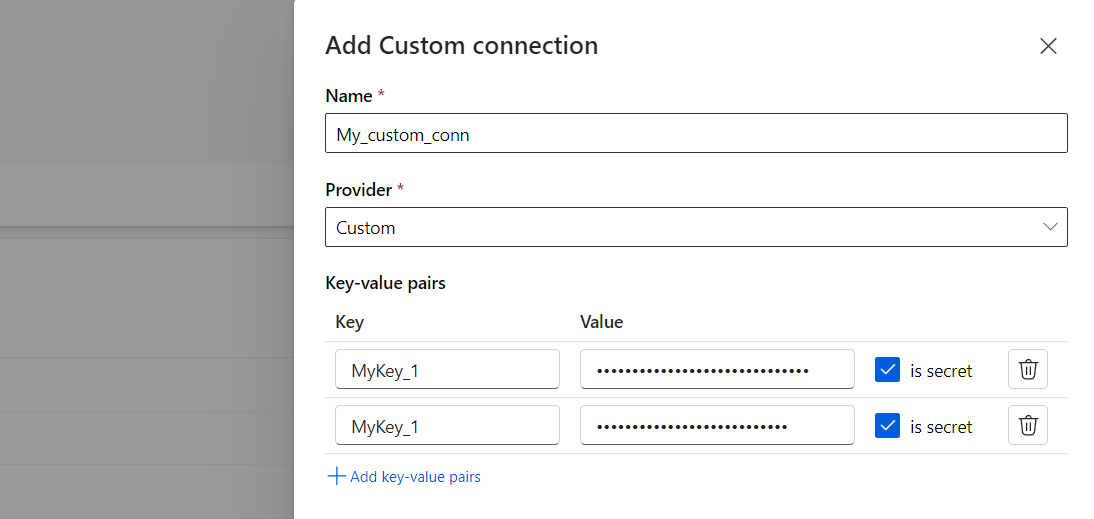 Add Custom connection
Name *
My_custom_conn
Provider *
Custom
Key-value pairs
Key Value
MyKey_1 •••••••••••••••••••••••••••••• is secret
MyKey_1 ••••••••••••••••••••••••••• is secret
Add key-value pairs